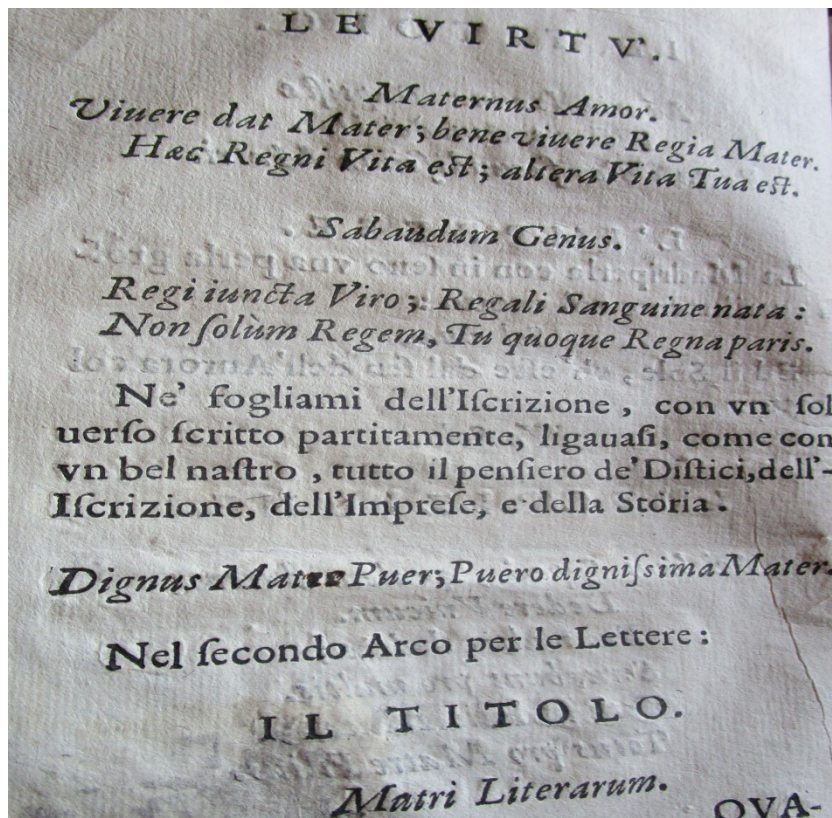 LE VIRTV'.
Maternus Amor.
Viuere dat Mater; bene viuere Regia Mater.
Hæc Regni Vita est; altera Vita Tua est.
Sabaudum Genus.
Regi iuncta Viro; Regali Sanguine nata:
Non ſolùm Regem, Tu quoque Regna paris.
Ne' fogliami dell'Iſcrizione, con vn ſol
uerſo ſcritto partitamente, ligauaſi, come con
vn bel naſtro, tutto il penſiero de' Diſtici, dell'-
Iſcrizione, dell'Impreſe, e della Storia.
Dignus Matre Puer; Puero digniſsima Mater.
Nel ſecondo Arco per le Lettere:
IL TITOLO.
Matri Literarum.
QVA-